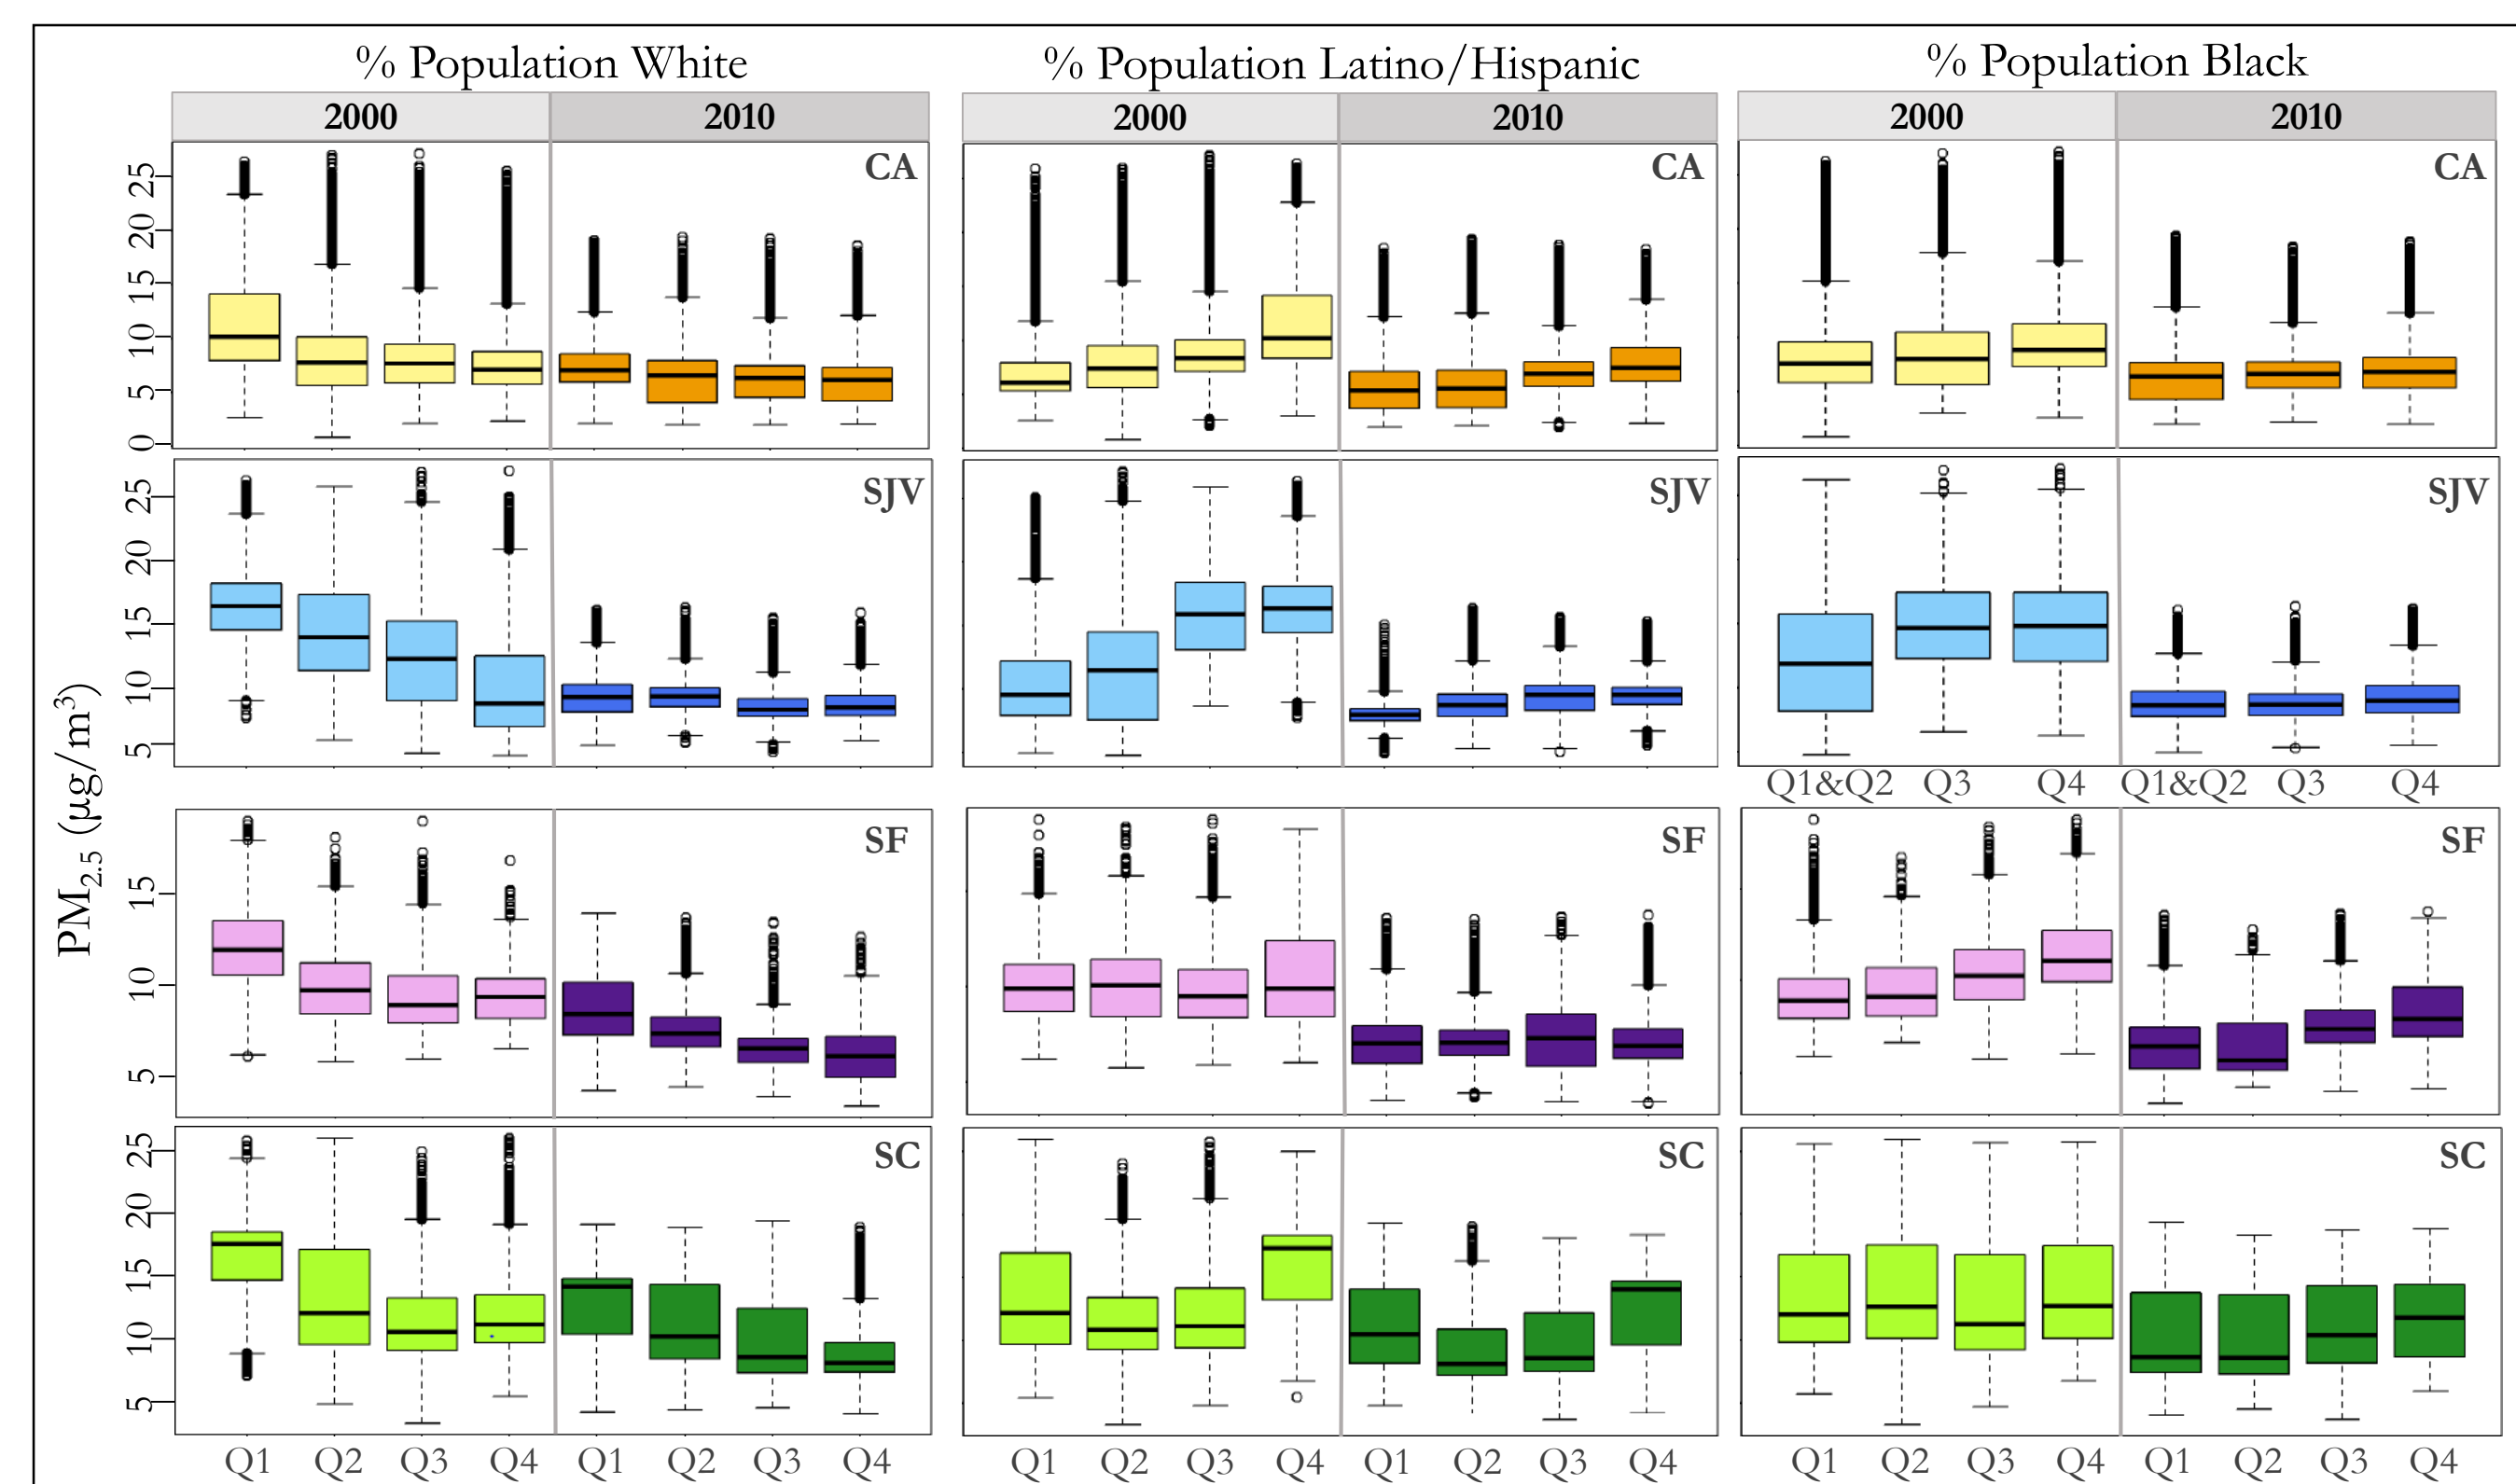 % Population White % Population Latino/Hispanic % Population Black
2000 2010 2000 2010 2000 2010
CA CA CA
25
20
15
10
5
0
SJV SJV SJV
25
20
15
10
5
Q1&Q2 Q3 Q4 Q1&Q2 Q3 Q4
PM2.5 (µg/m³)
SF SF SF
15
10
5
SC SC SC
25
20
15
10
5
Q1 Q2 Q3 Q4 Q1 Q2 Q3 Q4 Q1 Q2 Q3 Q4 Q1 Q2 Q3 Q4 Q1 Q2 Q3 Q4 Q1 Q2 Q3 Q4